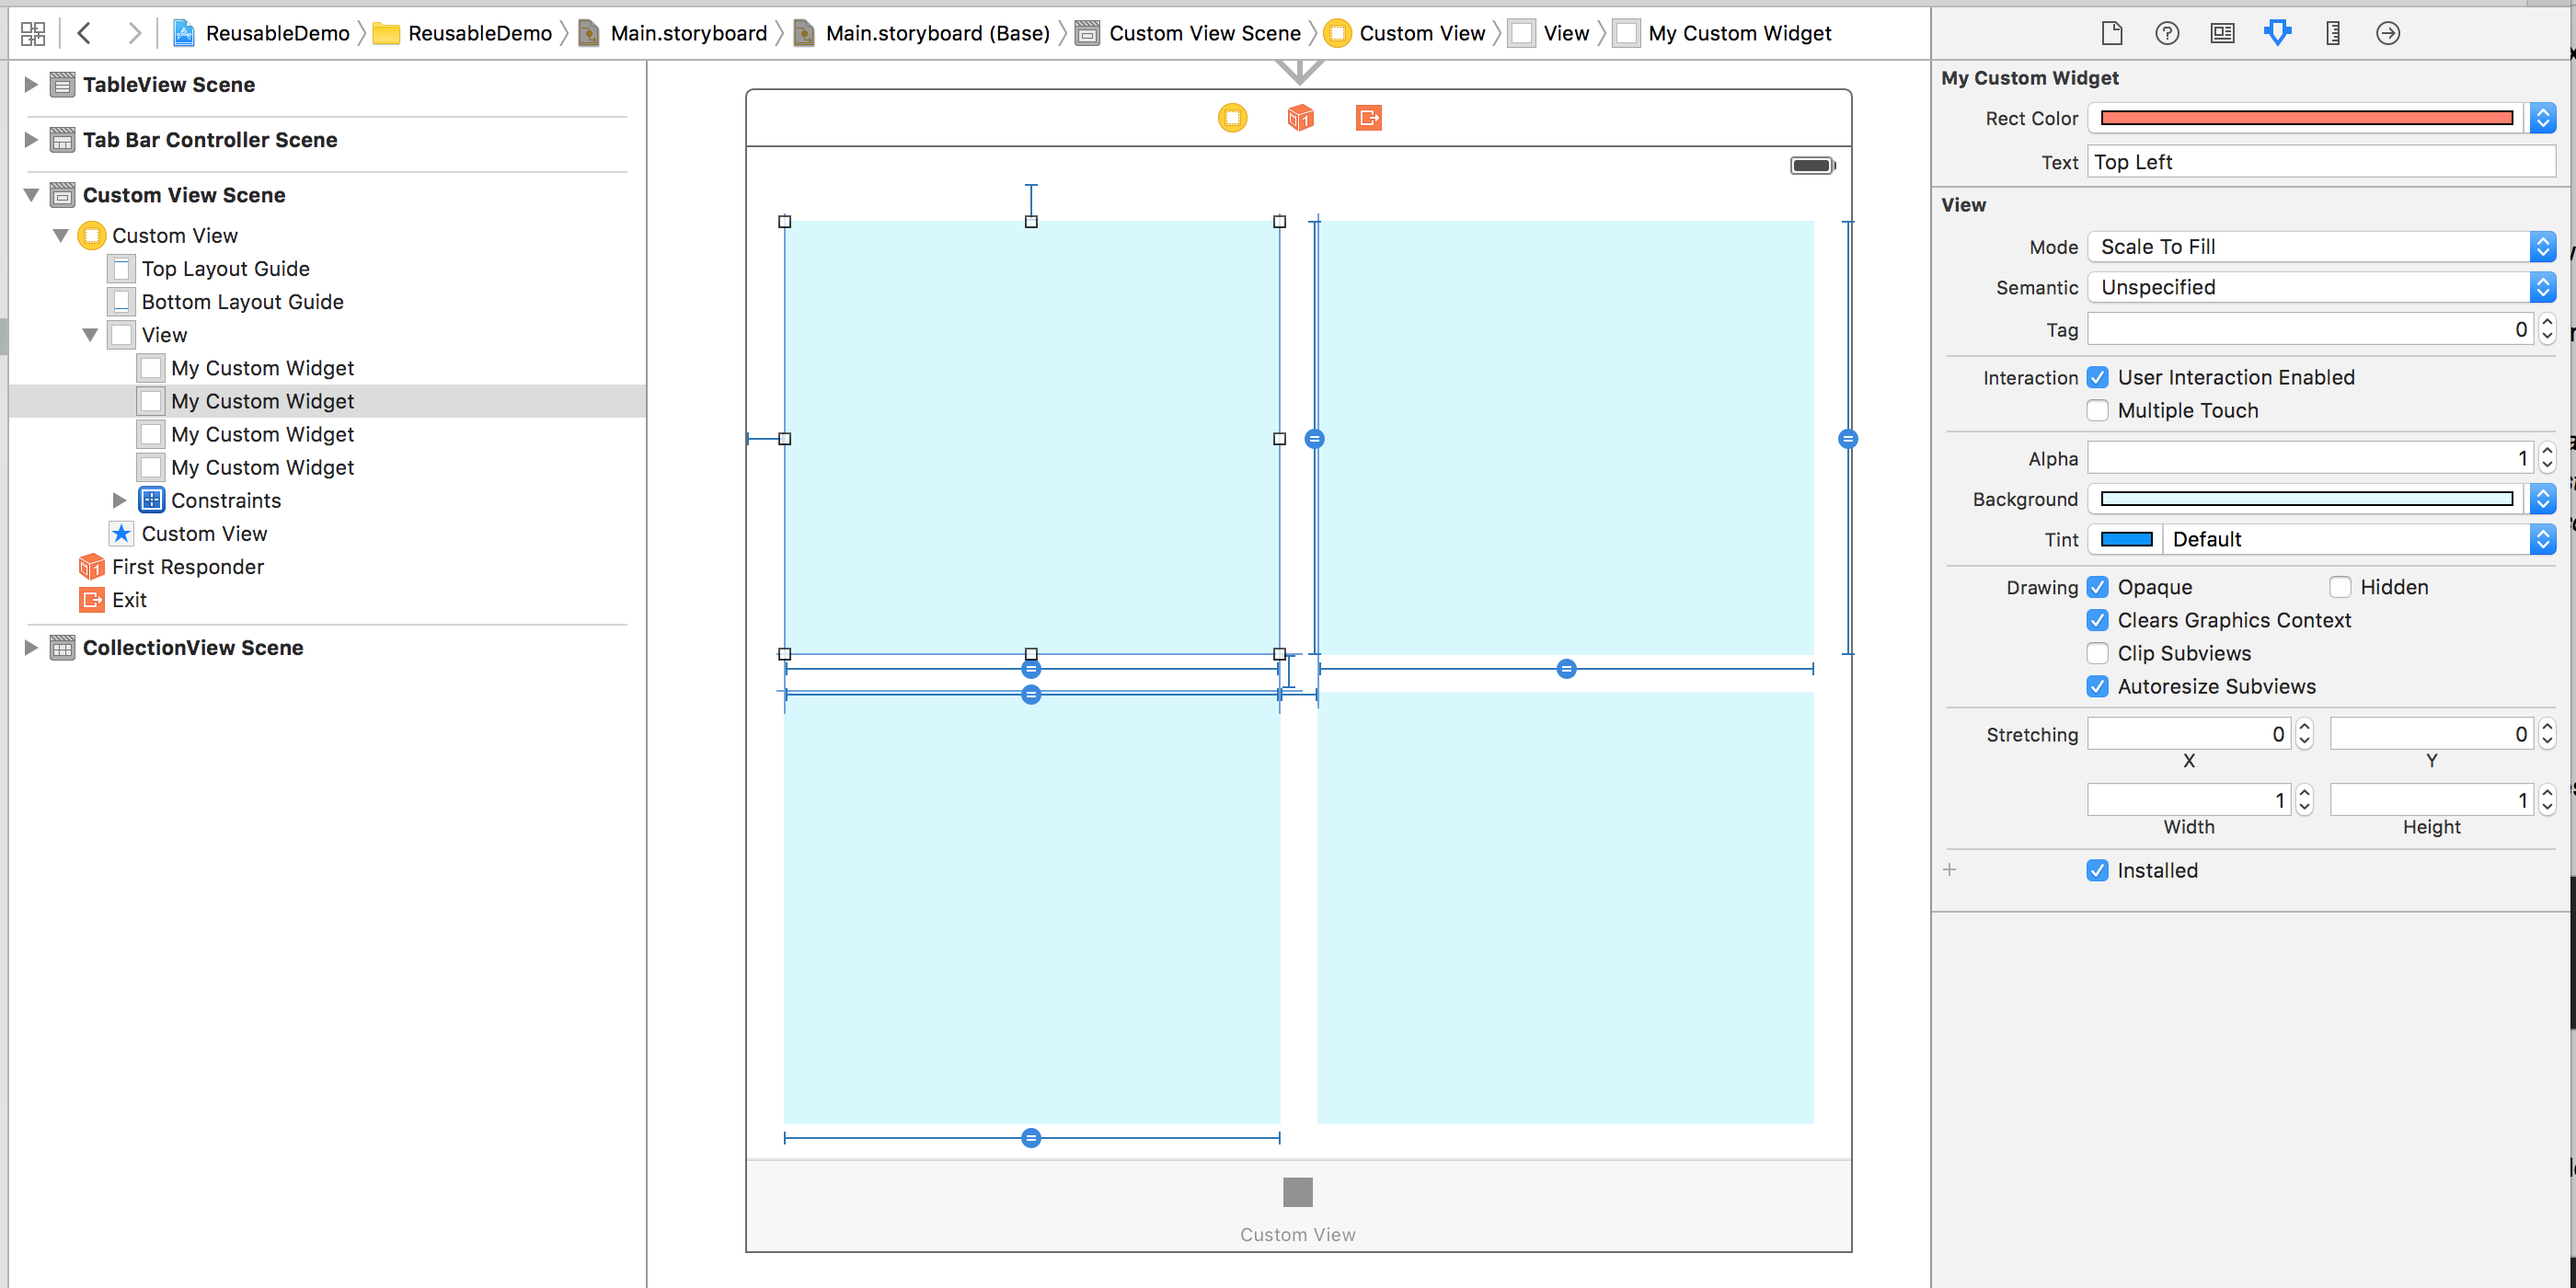 ReusableDemo ReusableDemo Main.storyboard Main.storyboard (Base) Custom View Scene Custom View View My Custom Widget
TableView Scene
Tab Bar Controller Scene
Custom View Scene
Custom View
Top Layout Guide
Bottom Layout Guide
View
My Custom Widget
My Custom Widget
My Custom Widget
My Custom Widget
Constraints
Custom View
First Responder
Exit
CollectionView Scene
Custom View
My Custom Widget
Rect Color
Text Top Left
View
Mode Scale To Fill
Semantic Unspecified
Tag 0
Interaction User Interaction Enabled
Multiple Touch
Alpha 1
Background
Tint Default
Drawing Opaque Hidden
Clears Graphics Context
Clip Subviews
Autoresize Subviews
Stretching 0 0
X Y
1 1
Width Height
Installed